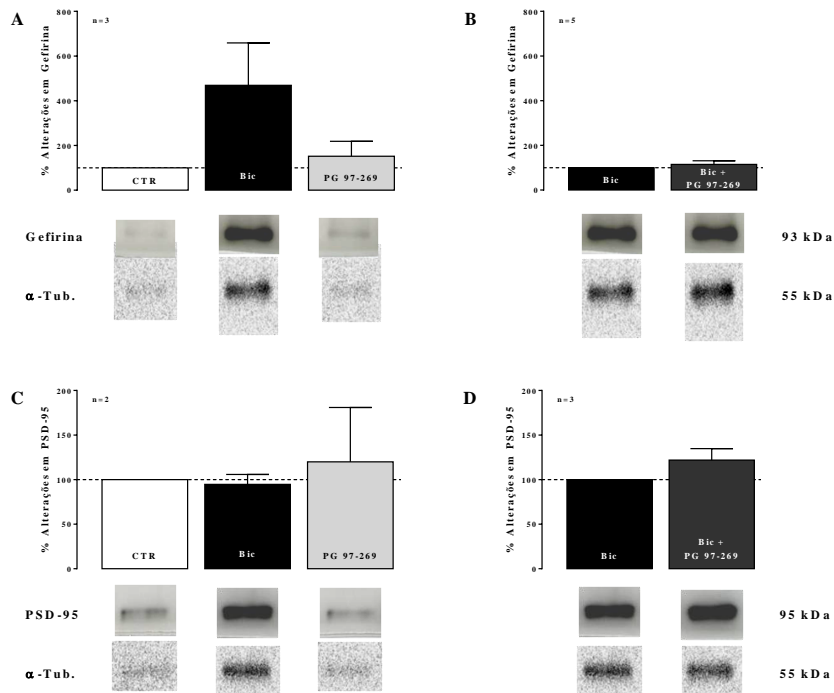 A
% Alterações em Gefirina
800
600
400
200
0
n=3
CTR
Bic
PG 97-269
B
% Alterações em Gefirina
800
600
400
200
0
n=5
Bic
Bic +
PG 97-269
Gefirina
93 kDa
α-Tub.
55 kDa
C
% Alterações em PSD-95
200
150
100
50
0
n=2
CTR
Bic
PG 97-269
D
% Alterações em PSD-95
200
150
100
50
0
n=3
Bic
Bic +
PG 97-269
PSD-95
95 kDa
α-Tub.
55 kDa